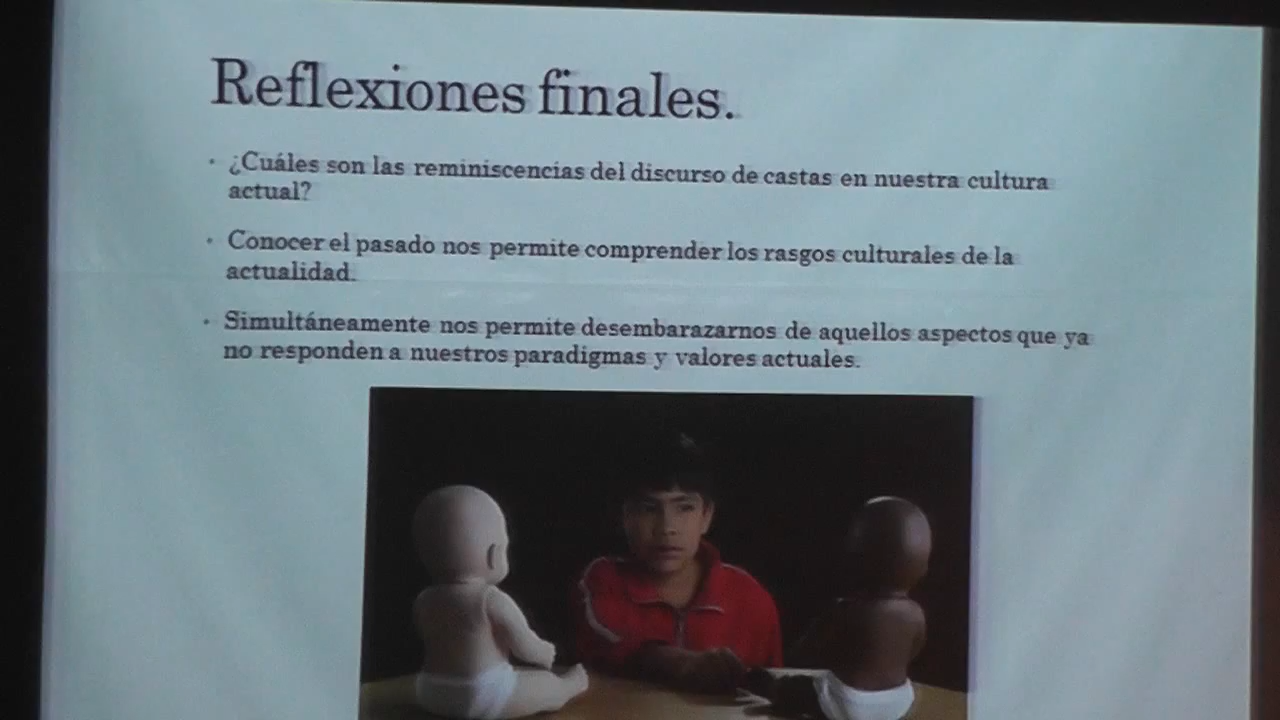 Reflexiones finales.
• ¿Cuáles son las reminiscencias del discurso de castas en nuestra cultura
actual?
• Conocer el pasado nos permite comprender los rasgos culturales de la
actualidad.
• Simultáneamente nos permite desembarazarnos de aquellos aspectos que ya
no responden a nuestros paradigmas y valores actuales.